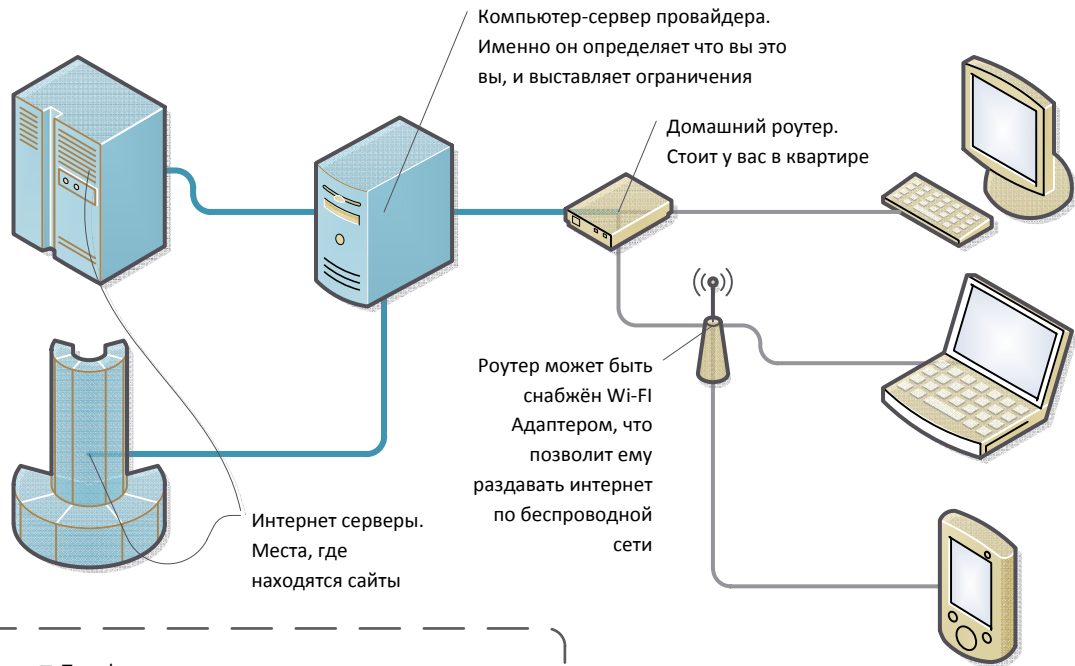 Компьютер-сервер провайдера.
Именно он определяет что вы это
вы, и выставляет ограничения
Домашний роутер.
Стоит у вас в квартире
Роутер может быть
снабжён Wi-FI
Адаптером, что
позволит ему
раздавать интернет
по беспроводной
сети
Интернет серверы.
Места, где
находятся сайты